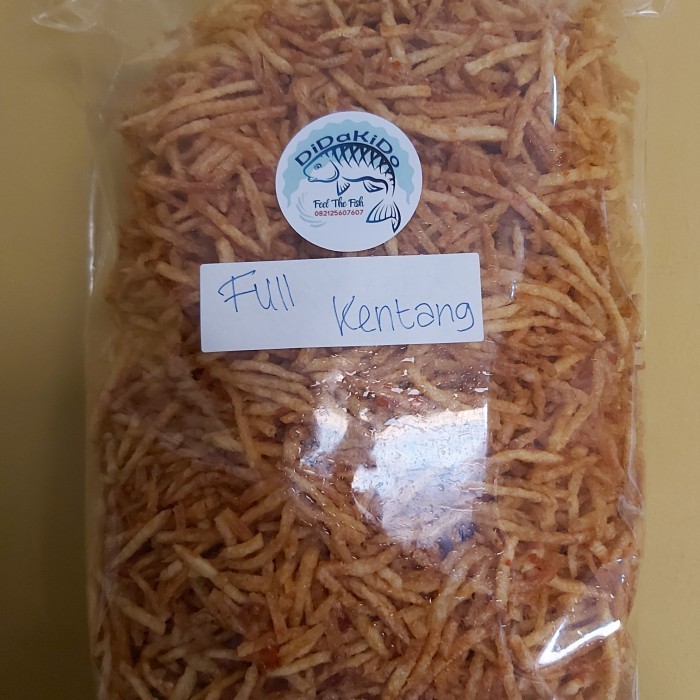 DiDaKiDo
Feel The Fish
082125607607
Full Kentang